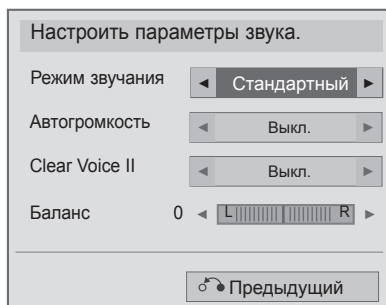 Настроить параметры звука.
Режим звучания ◄ Стандартный ►
Автогромкость ◄ Выкл. ►
Clear Voice II ◄ Выкл. ►
Баланс 0 ◄ L R ►
Предыдущий